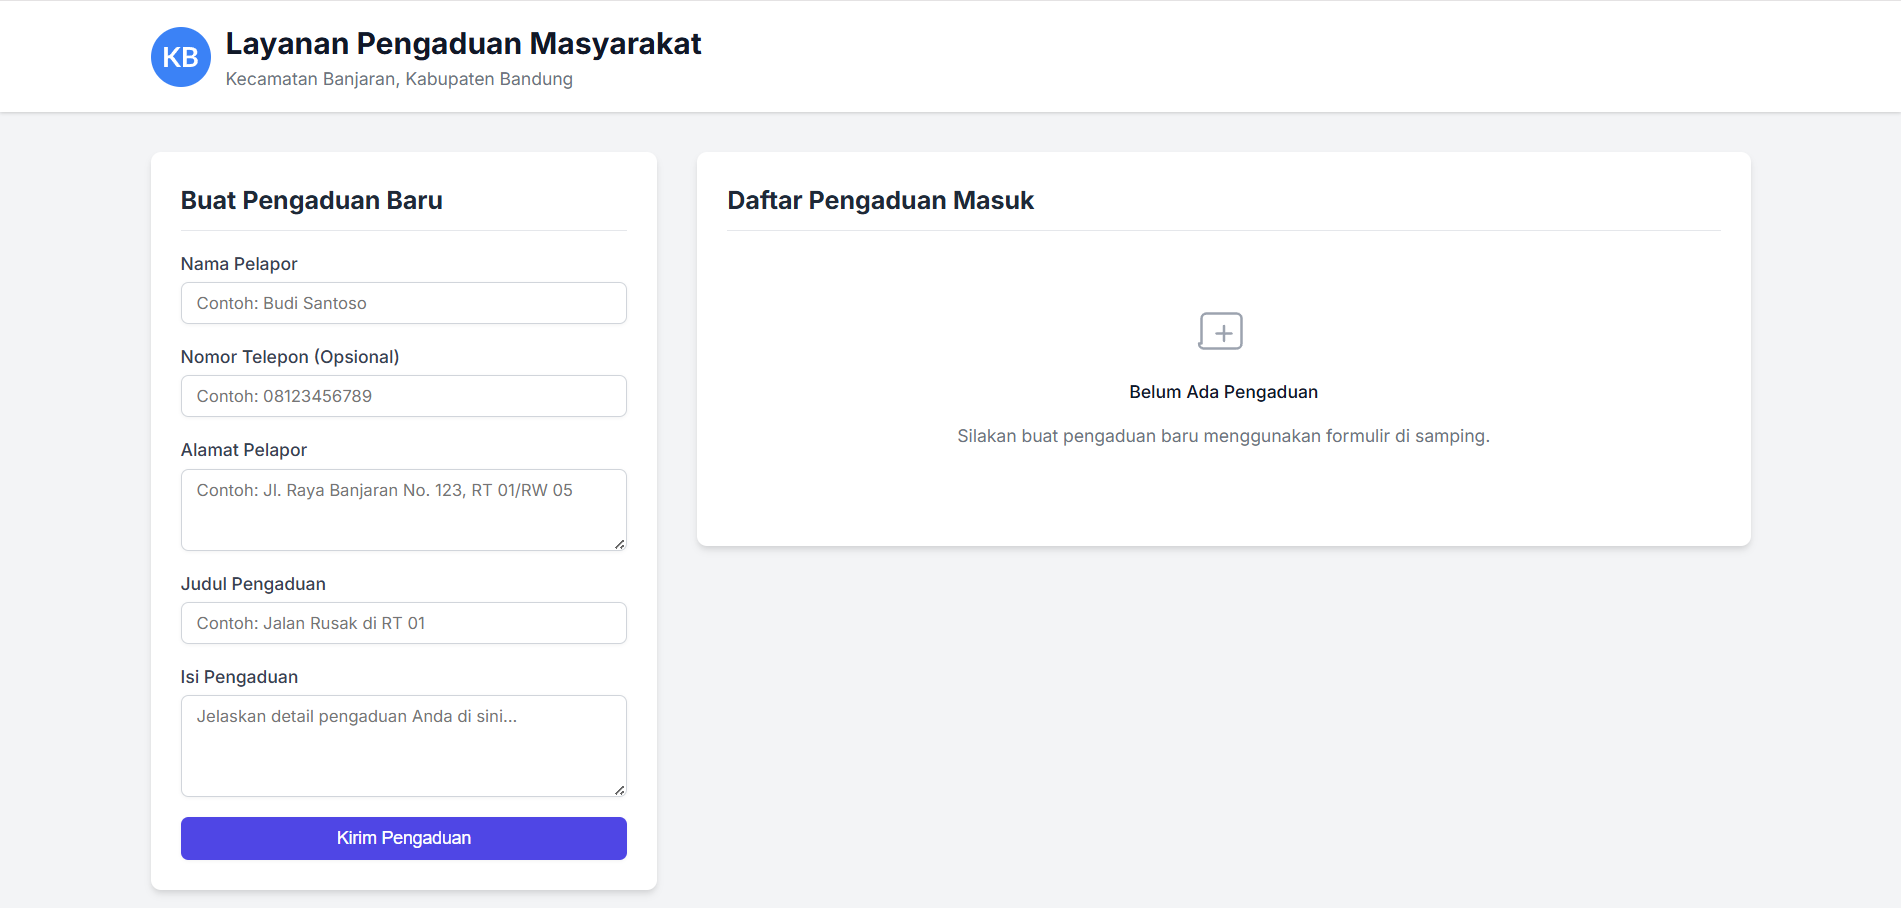 KB
Layanan Pengaduan Masyarakat
Kecamatan Banjaran, Kabupaten Bandung
Buat Pengaduan Baru
Nama Pelapor
Contoh: Budi Santoso
Nomor Telepon (Opsional)
Contoh: 08123456789
Alamat Pelapor
Contoh: Jl. Raya Banjaran No. 123, RT 01/RW 05
Judul Pengaduan
Contoh: Jalan Rusak di RT 01
Isi Pengaduan
Jelaskan detail pengaduan Anda di sini...
Kirim Pengaduan
Daftar Pengaduan Masuk
Belum Ada Pengaduan
Silakan buat pengaduan baru menggunakan formulir di samping.